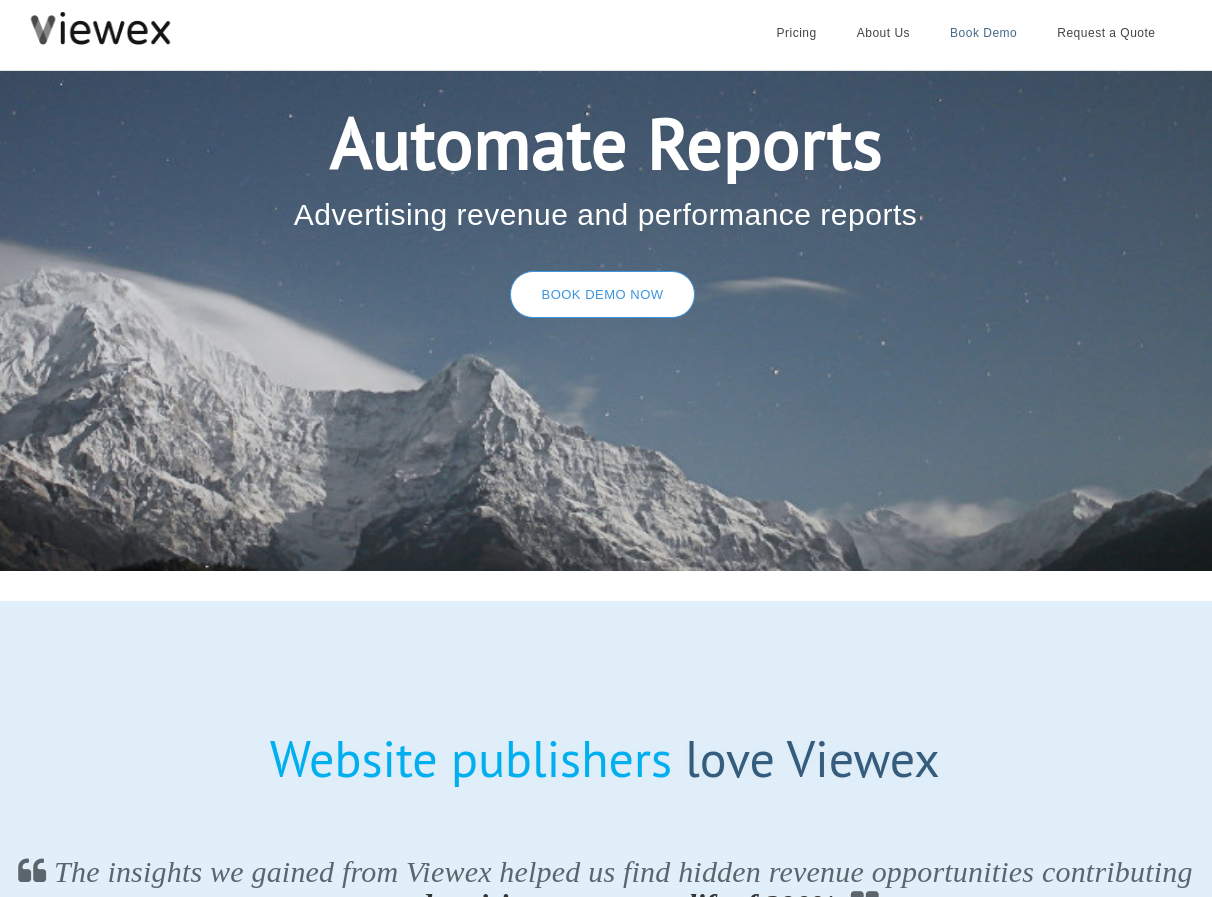 Viewex
Pricing About Us Book Demo Request a Quote
Automate Reports
Advertising revenue and performance reports
BOOK DEMO NOW
Website publishers love Viewex
“ The insights we gained from Viewex helped us find hidden revenue opportunities contributing